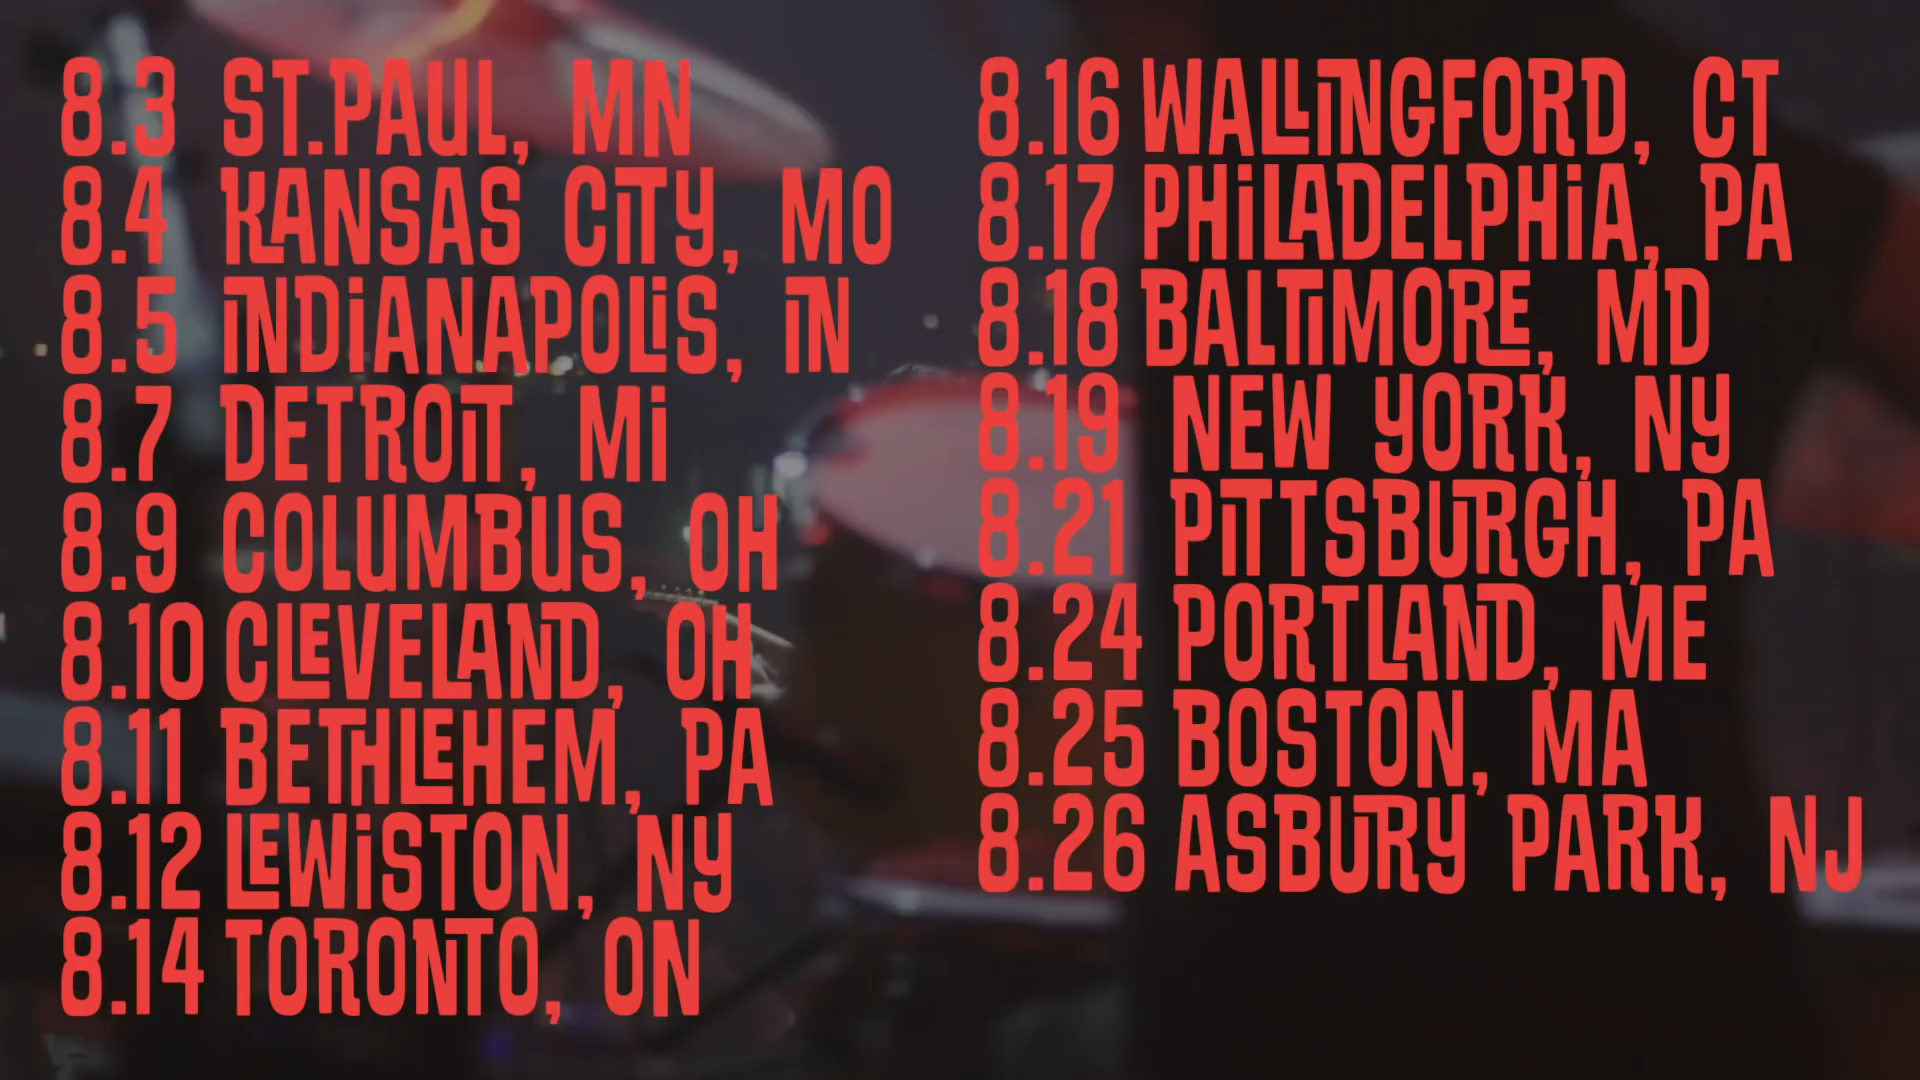 8.3 ST.PAUL, MN
8.4 KANSAS CiTY, MO
8.5 iNDiANAPOLiS, iN
8.7 DETROiT, Mi
8.9 COLUMBUS, OH
8.10 CLEVELAND, OH
8.11 BETHLEHEM, PA
8.12 LEWiSTON, NY
8.14 TORONTO, ON
8.16 WALLiNGFORD, CT
8.17 PHiLADELPHiA, PA
8.18 BALTiMORE, MD
8.19 NEW YORK, NY
8.21 PiTTSBURGH, PA
8.24 PORTLAND, ME
8.25 BOSTON, MA
8.26 ASBURY PARK, NJ